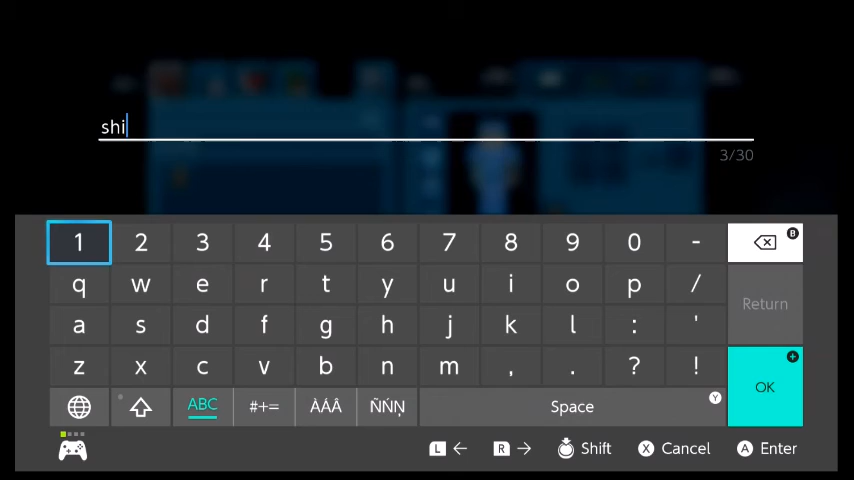 shi
3/30
1 2 3 4 5 6 7 8 9 0 - B
q w e r t y u i o p / Return
a s d f g h j k l : '
z x c v b n m , . ? ! + OK
ABC #+= ÀÁÂ ÑŃŅ Space Y
L ← R → Shift X Cancel A Enter